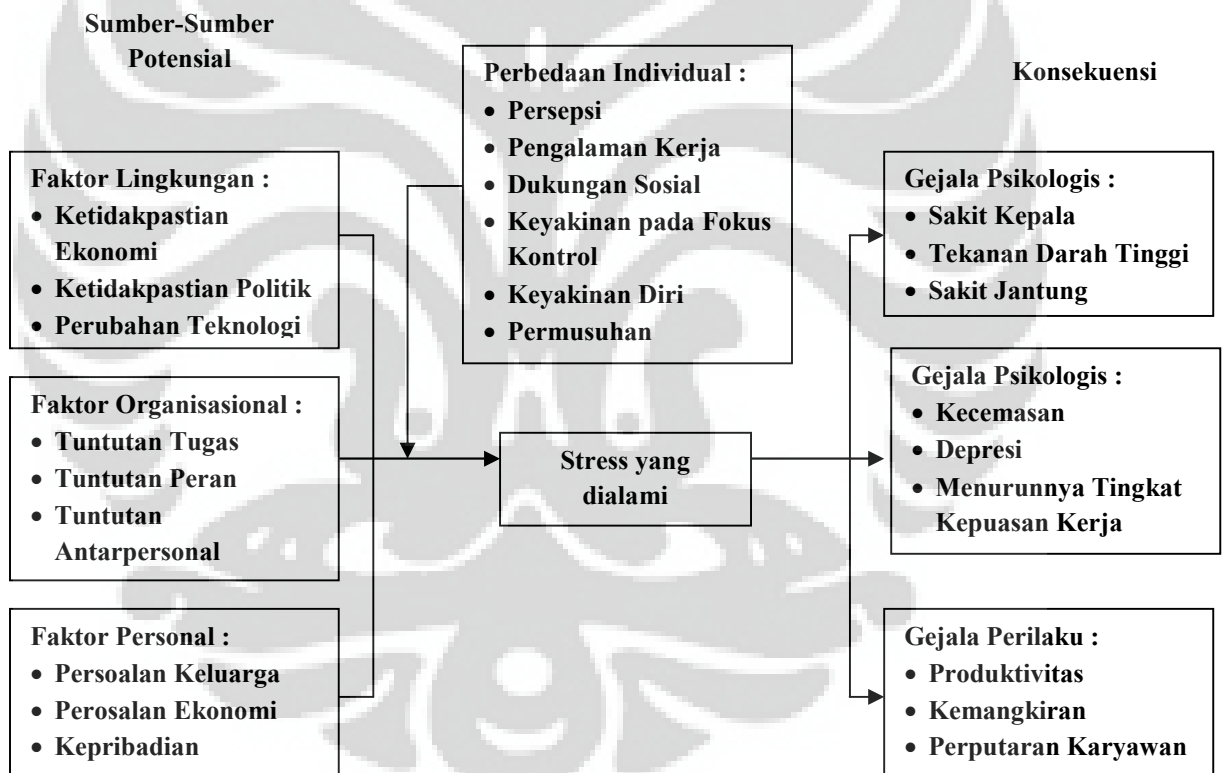 Sumber-Sumber
Potensial
Faktor Lingkungan :
• Ketidakpastian
Ekonomi
• Ketidakpastian Politik
• Perubahan Teknologi
Faktor Organisasional :
• Tuntutan Tugas
• Tuntutan Peran
• Tuntutan
Antarpersonal
Faktor Personal :
• Persoalan Keluarga
• Perosalan Ekonomi
• Kepribadian
Perbedaan Individual :
• Persepsi
• Pengalaman Kerja
• Dukungan Sosial
• Keyakinan pada Fokus
Kontrol
• Keyakinan Diri
• Permusuhan
Stress yang
dialami
Konsekuensi
Gejala Psikologis :
• Sakit Kepala
• Tekanan Darah Tinggi
• Sakit Jantung
Gejala Psikologis :
• Kecemasan
• Depresi
• Menurunnya Tingkat
Kepuasan Kerja
Gejala Perilaku :
• Produktivitas
• Kemangkiran
• Perputaran Karyawan